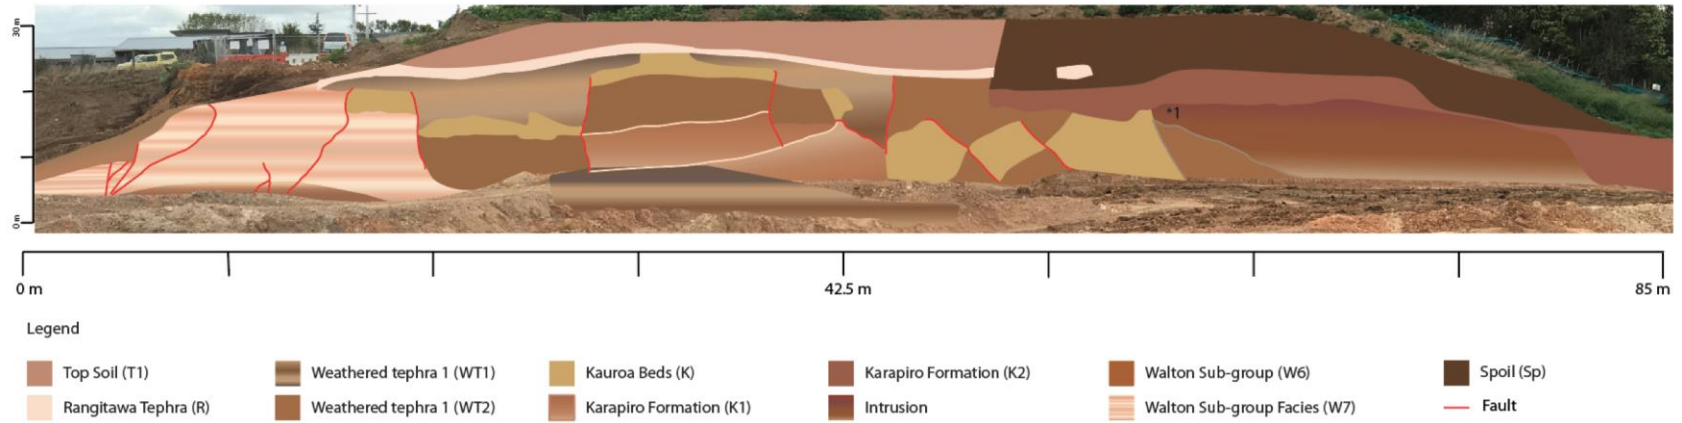 30 m
*1
0 m
0 m
42.5 m
85 m
Legend
Top Soil (T1)
Weathered tephra 1 (WT1)
Kauroa Beds (K)
Karapiro Formation (K2)
Walton Sub-group (W6)
Spoil (Sp)
Rangitawa Tephra (R)
Weathered tephra 1 (WT2)
Karapiro Formation (K1)
Intrusion
Walton Sub-group Facies (W7)
Fault